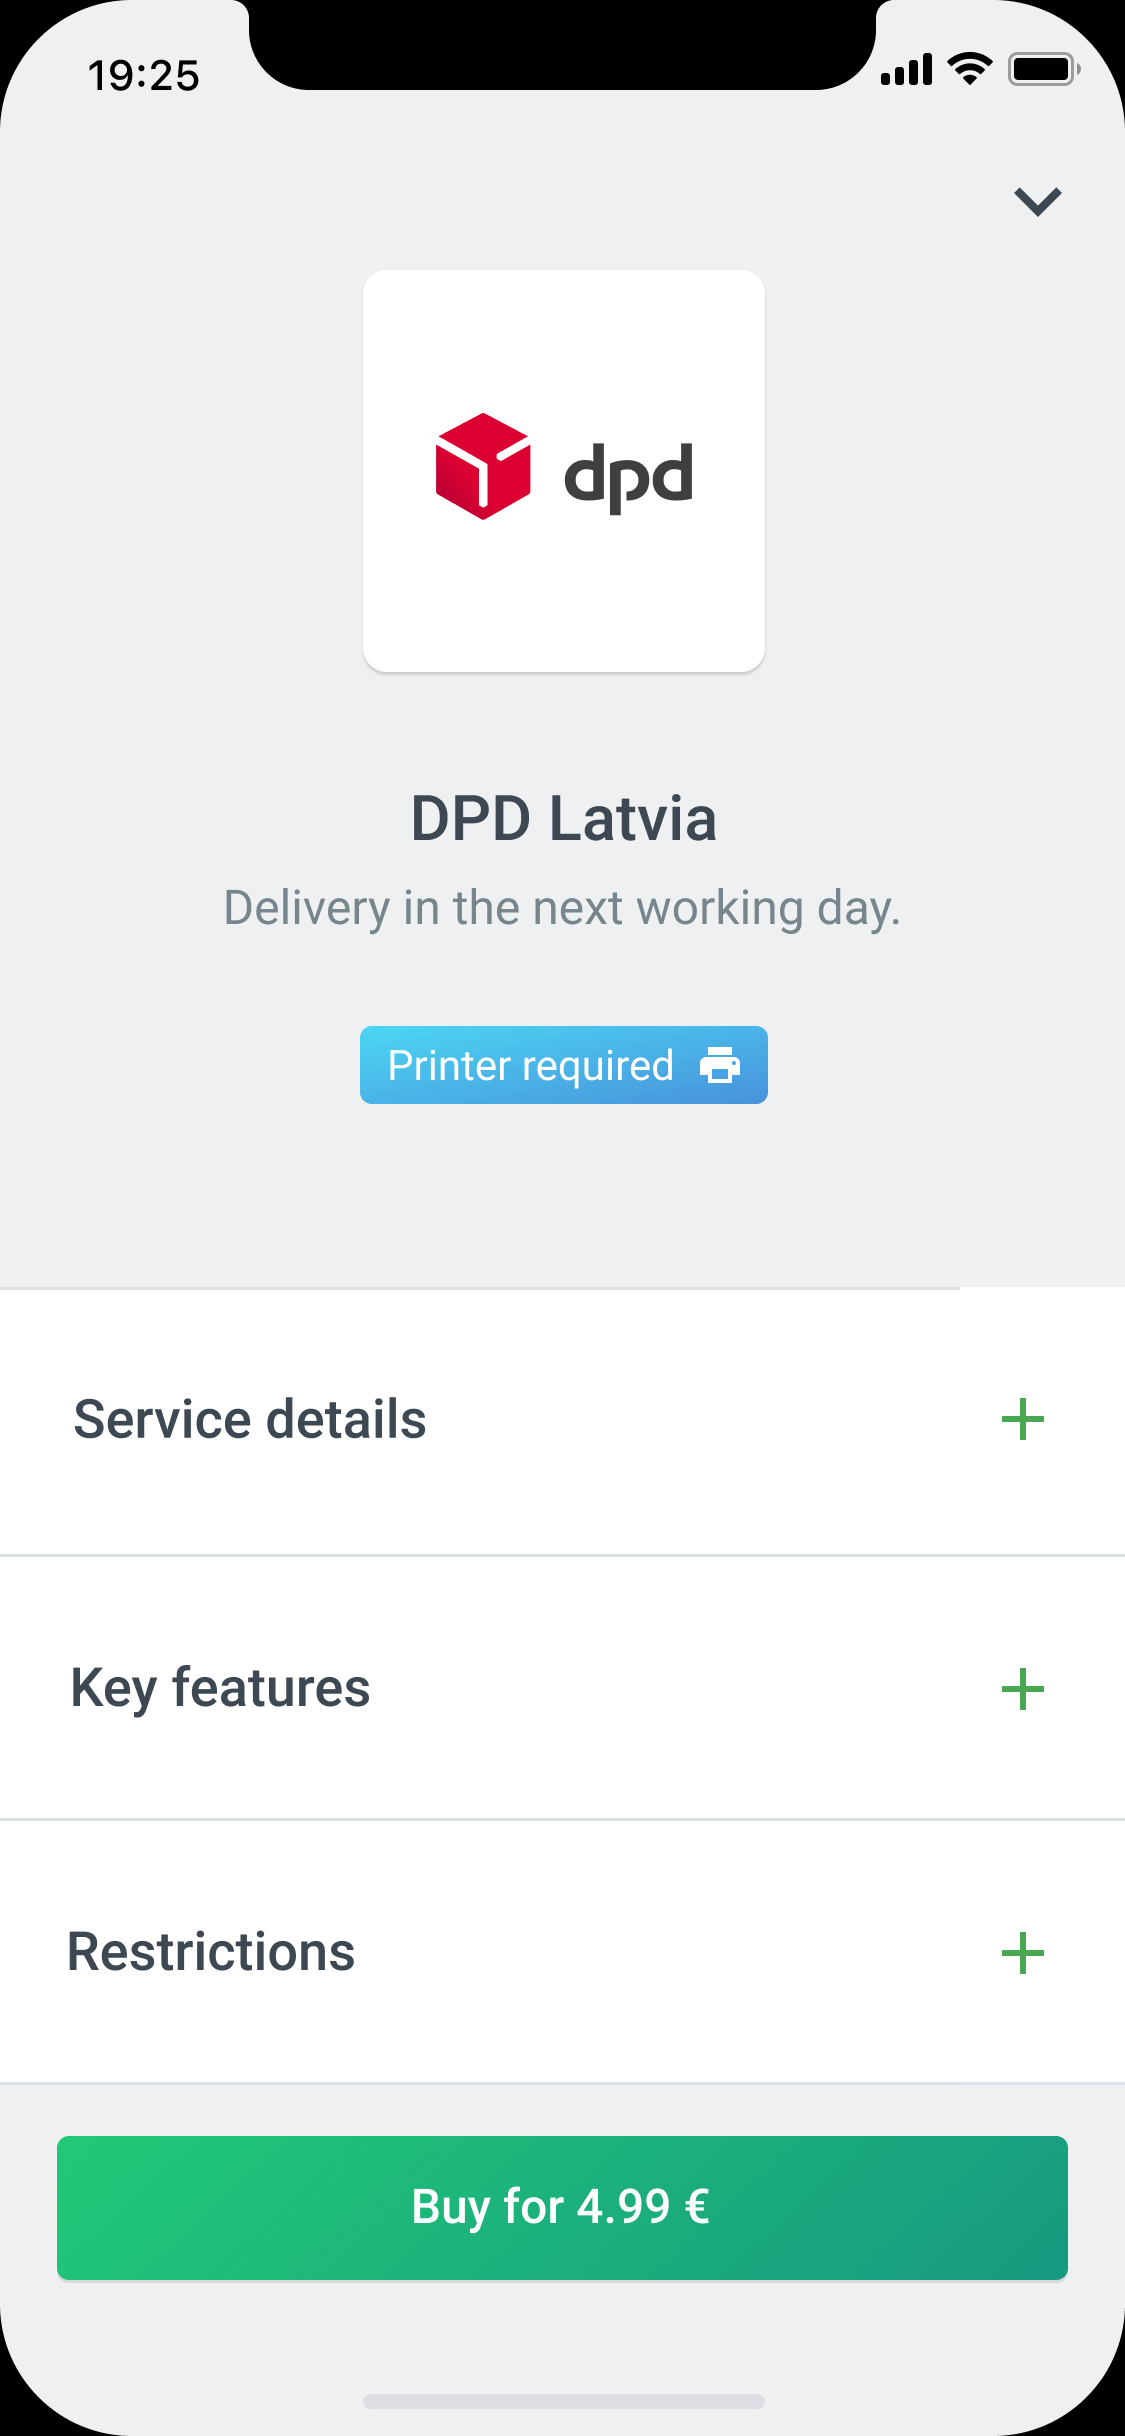 19:25
dpd
DPD Latvia
Delivery in the next working day.
Printer required
Service details
Key features
Restrictions
Buy for 4.99 €